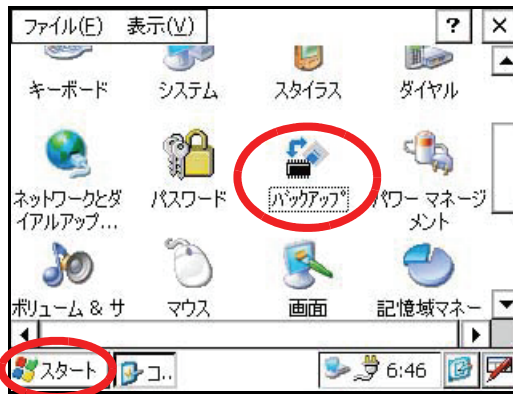 ファイル(F) 表示(V) ? ×
キーボード システム スタイラス ダイヤル
ネットワークとダイアルアップ... パスワード ﾊﾞｯｸｱｯﾌﾟ パワー マネージメント
ボリューム & サ マウス 画面 記憶域マネー
スタート コ.. 6:46